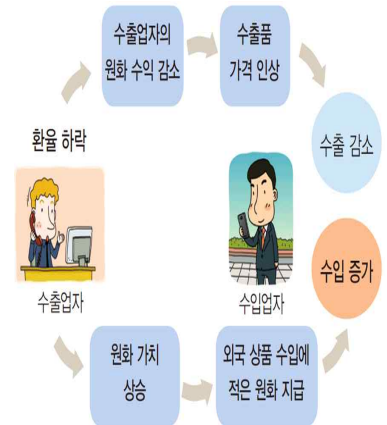 수출업자의
원화 수익 감소
수출품
가격 인상
환율 하락
수출 감소
수출업자
수입업자
수입 증가
원화 가치
상승
외국 상품 수입에
적은 원화 지급